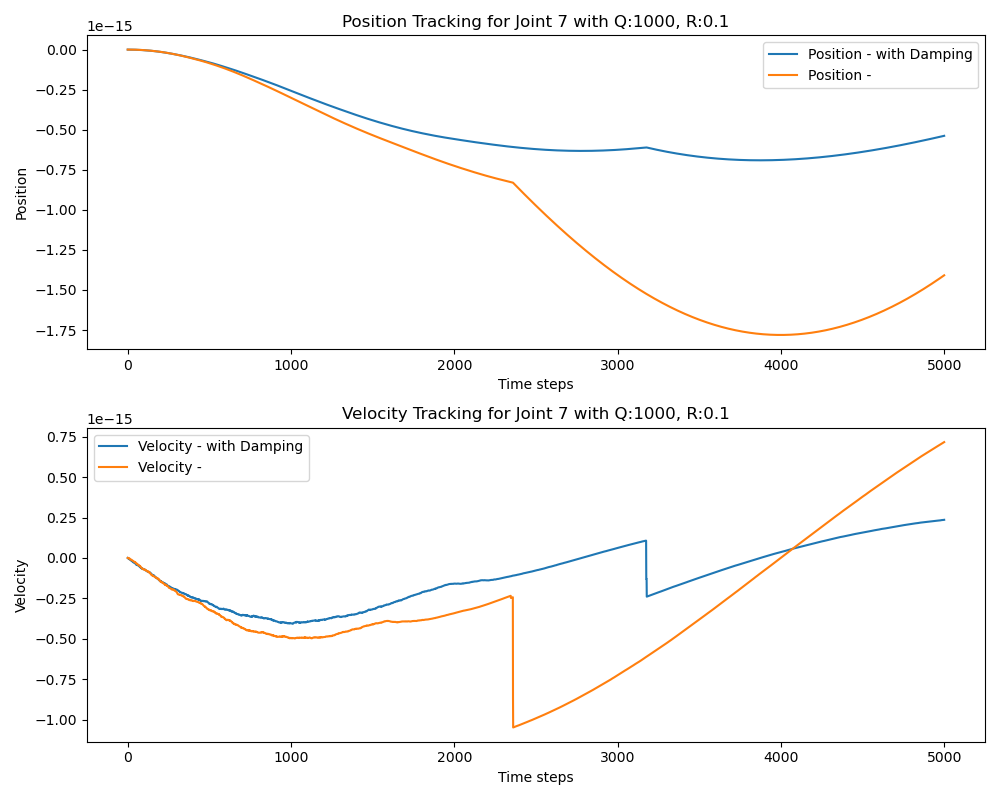 Position Tracking for Joint 7 with Q:1000, R:0.1
1e−15
0.00
−0.25
−0.50
−0.75
−1.00
−1.25
−1.50
−1.75
Position
Position - with Damping
Position -
0 1000 2000 3000 4000 5000
Time steps
Velocity Tracking for Joint 7 with Q:1000, R:0.1
1e−15
0.75
0.50
0.25
0.00
−0.25
−0.50
−0.75
−1.00
Velocity
Velocity - with Damping
Velocity -
0 1000 2000 3000 4000 5000
Time steps